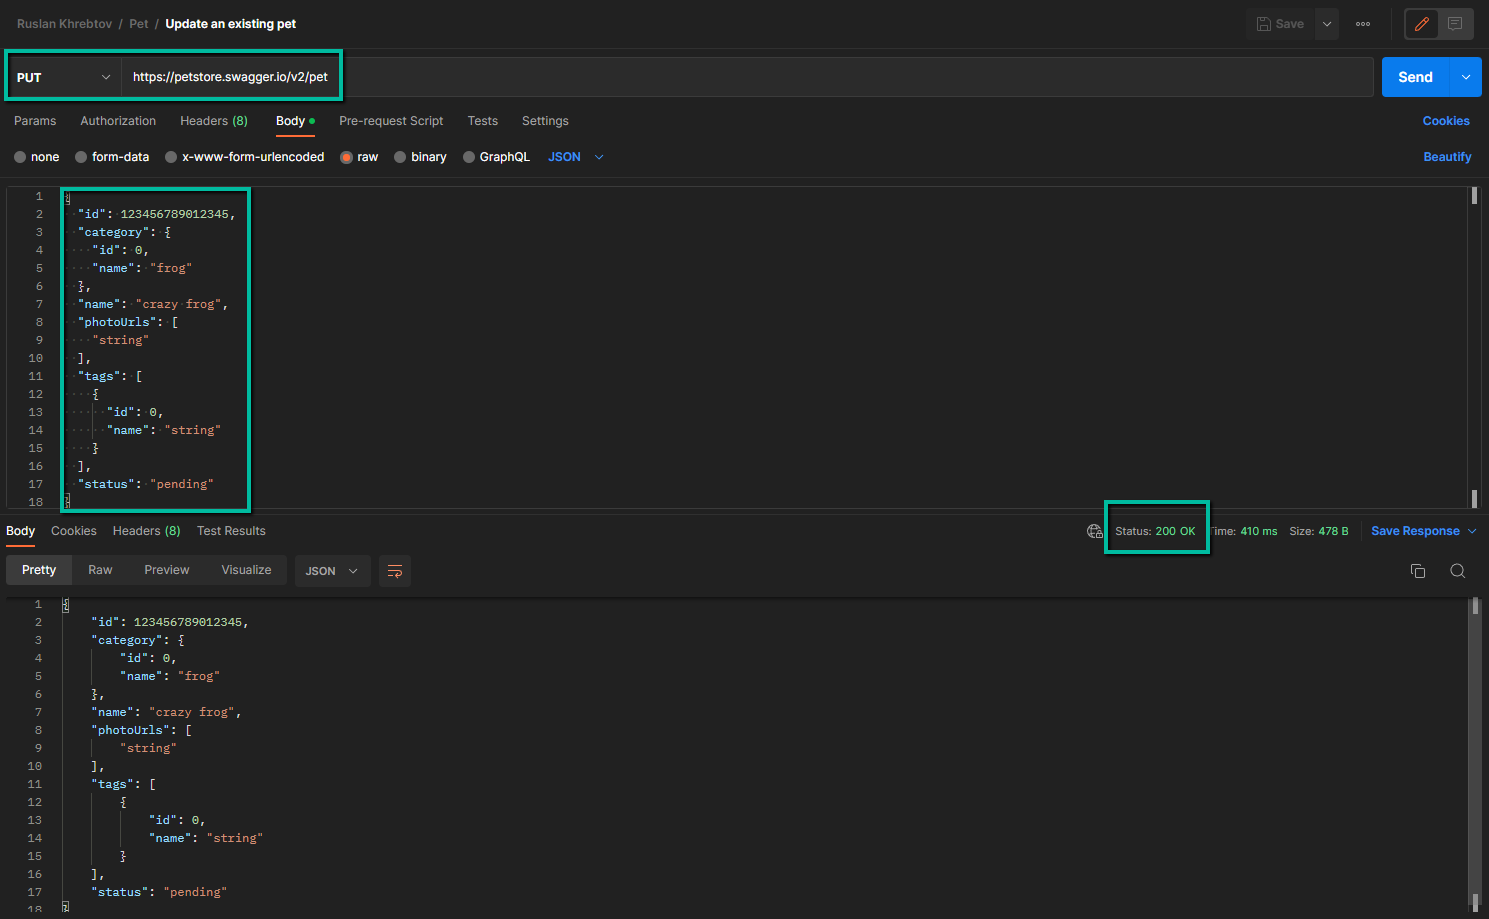 Ruslan Khrebtov / Pet / Update an existing pet
Save
PUT https://petstore.swagger.io/v2/pet Send
Params Authorization Headers (8) Body Pre-request Script Tests Settings Cookies
none form-data x-www-form-urlencoded raw binary GraphQL JSON Beautify
1 {
2 "id": 123456789012345,
3 "category": {
4 "id": 0,
5 "name": "frog"
6 },
7 "name": "crazy frog",
8 "photoUrls": [
9 "string"
10 ],
11 "tags": [
12 {
13 "id": 0,
14 "name": "string"
15 }
16 ],
17 "status": "pending"
18 }
Body Cookies Headers (8) Test Results Status: 200 OK Time: 410 ms Size: 478 B Save Response
Pretty Raw Preview Visualize JSON
1 {
2 "id": 123456789012345,
3 "category": {
4 "id": 0,
5 "name": "frog"
6 },
7 "name": "crazy frog",
8 "photoUrls": [
9 "string"
10 ],
11 "tags": [
12 {
13 "id": 0,
14 "name": "string"
15 }
16 ],
17 "status": "pending"
18 }